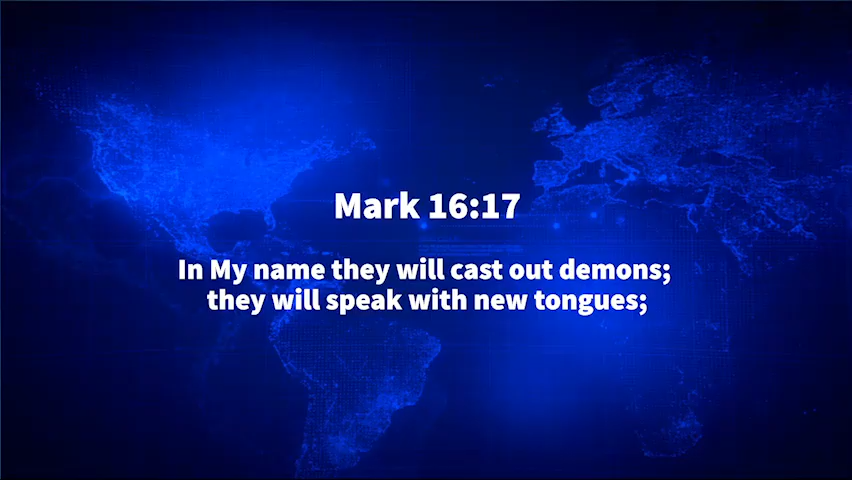 Mark 16:17
In My name they will cast out demons;
they will speak with new tongues;